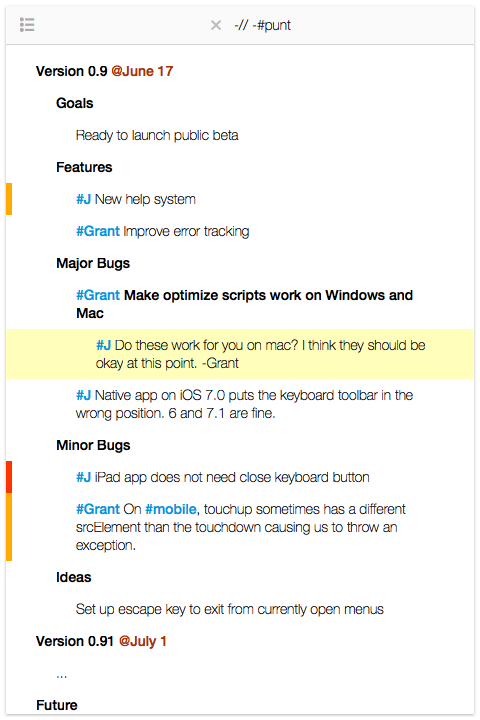 -// -#punt
Version 0.9 @June 17
Goals
Ready to launch public beta
Features
#J New help system
#Grant Improve error tracking
Major Bugs
#Grant Make optimize scripts work on Windows and
Mac
#J Do these work for you on mac? I think they should be
okay at this point. -Grant
#J Native app on iOS 7.0 puts the keyboard toolbar in the
wrong position. 6 and 7.1 are fine.
Minor Bugs
#J iPad app does not need close keyboard button
#Grant On #mobile, touchup sometimes has a different
srcElement than the touchdown causing us to throw an
exception.
Ideas
Set up escape key to exit from currently open menus
Version 0.91 @July 1
...
Future